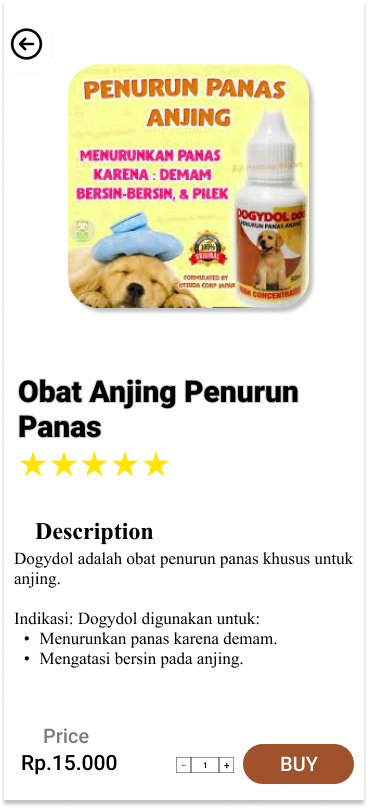 PENURUN PANAS
ANJING
MENURUNKAN PANAS
KARENA : DEMAM
BERSIN-BERSIN, & PILEK
DOGYDOL DOG
PENURUN PANAS ANJING
100%
ORIGINAL
FORMULATED BY
OTSUDA CORP JAPAN
HIGH CONCENTRATED
Obat Anjing Penurun
Panas
Description
Dogydol adalah obat penurun panas khusus untuk
anjing.
Indikasi: Dogydol digunakan untuk:
• Menurunkan panas karena demam.
• Mengatasi bersin pada anjing.
Price
Rp.15.000
- 1 +
BUY